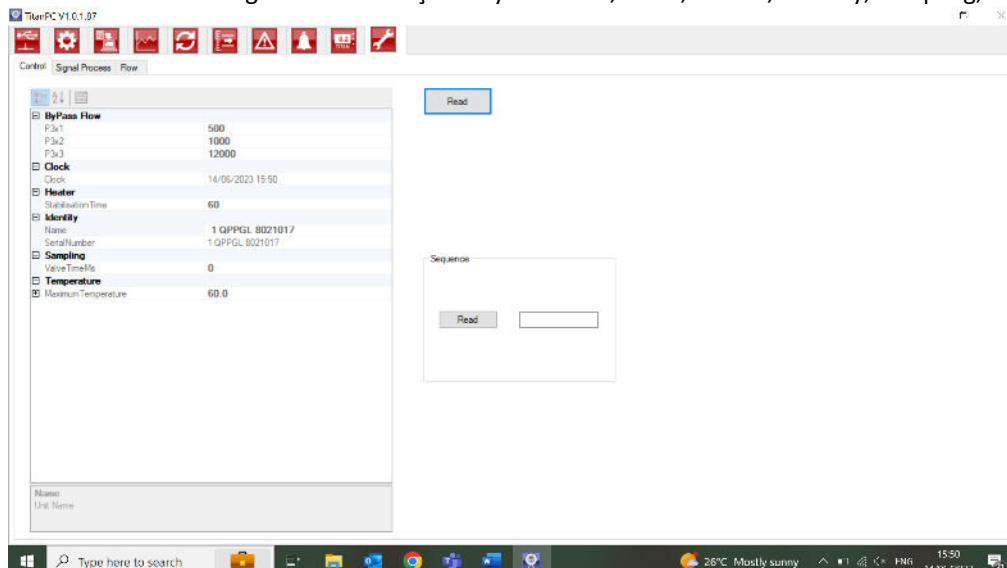 TitanPC V1.0.1.97
Control Signal Process Flow
Read
ByPass Flow
P3x1 500
P3x2 1000
P3x3 12000
Clock
Clock 14/06/2023 15:50
Heater
StabilisationTime 60
Identity
Name 1 QPPGL 8021017
SerialNumber 1 QPPGL 8021017
Sampling
ValveTimeMs 0
Temperature
MaximumTemperature 60.0
Sequence
Read
Name
Unit Name
Type here to search
26°C Mostly sunny
ENG
15:50